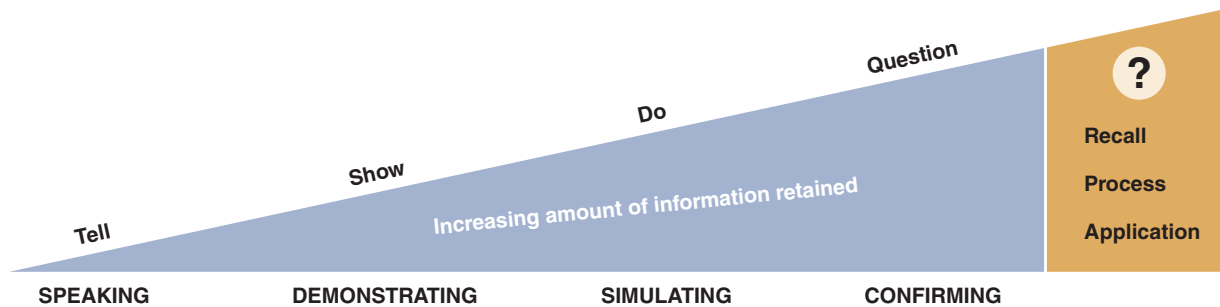 Tell
Show
Do
Question
Increasing amount of information retained
?
Recall
Process
Application
SPEAKING
DEMONSTRATING
SIMULATING
CONFIRMING